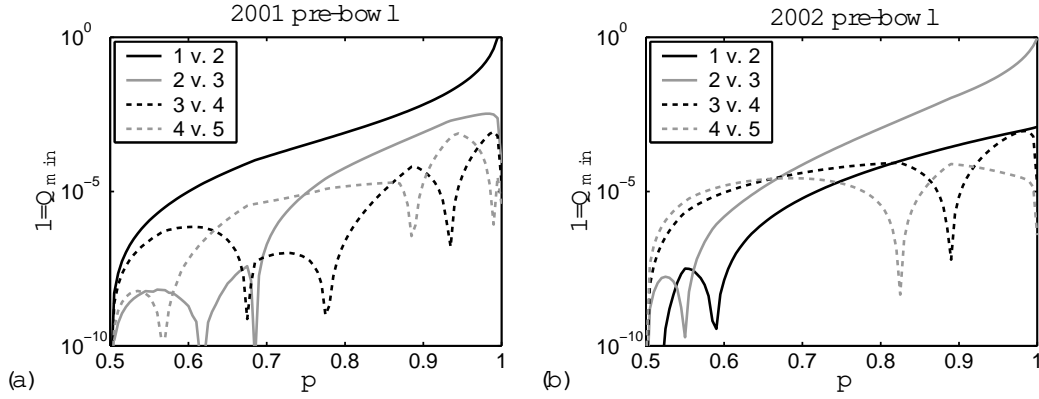 2001 pre-bowl
10^0
1 v. 2
2 v. 3
3 v. 4
4 v. 5
10^-5
10^-10
1=Q_min
0.5 0.6 0.7 0.8 0.9 1
(a)
p
2002 pre-bowl
10^0
1 v. 2
2 v. 3
3 v. 4
4 v. 5
10^-5
10^-10
1=Q_min
0.5 0.6 0.7 0.8 0.9 1
(b)
p